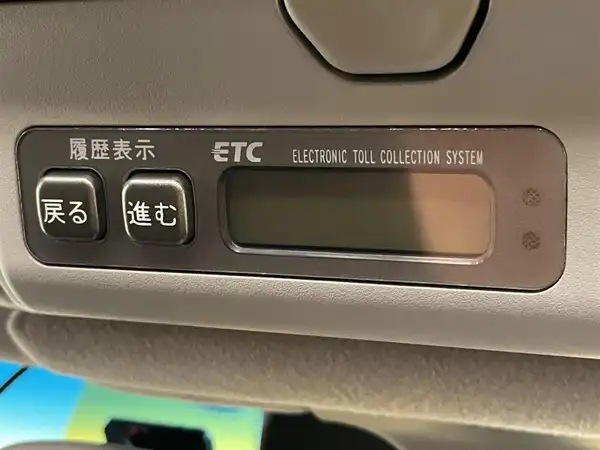 履歴表示
戻る
進む
ETC ELECTRONIC TOLL COLLECTION SYSTEM